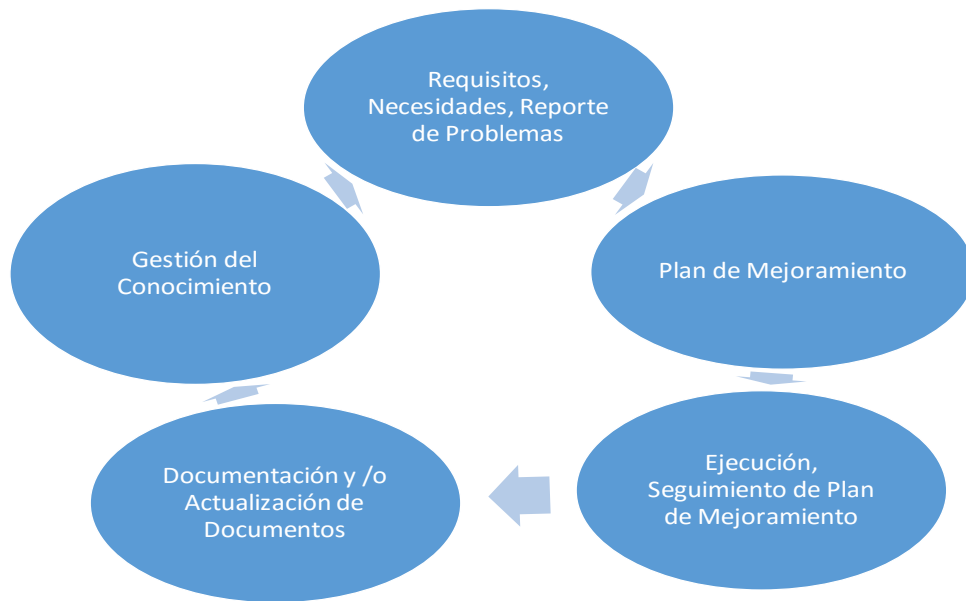 Requisitos,
Necesidades, Reporte
de Problemas
Plan de Mejoramiento
Ejecución,
Seguimiento de Plan
de Mejoramiento
Documentación y /o
Actualización de
Documentos
Gestión del
Conocimiento